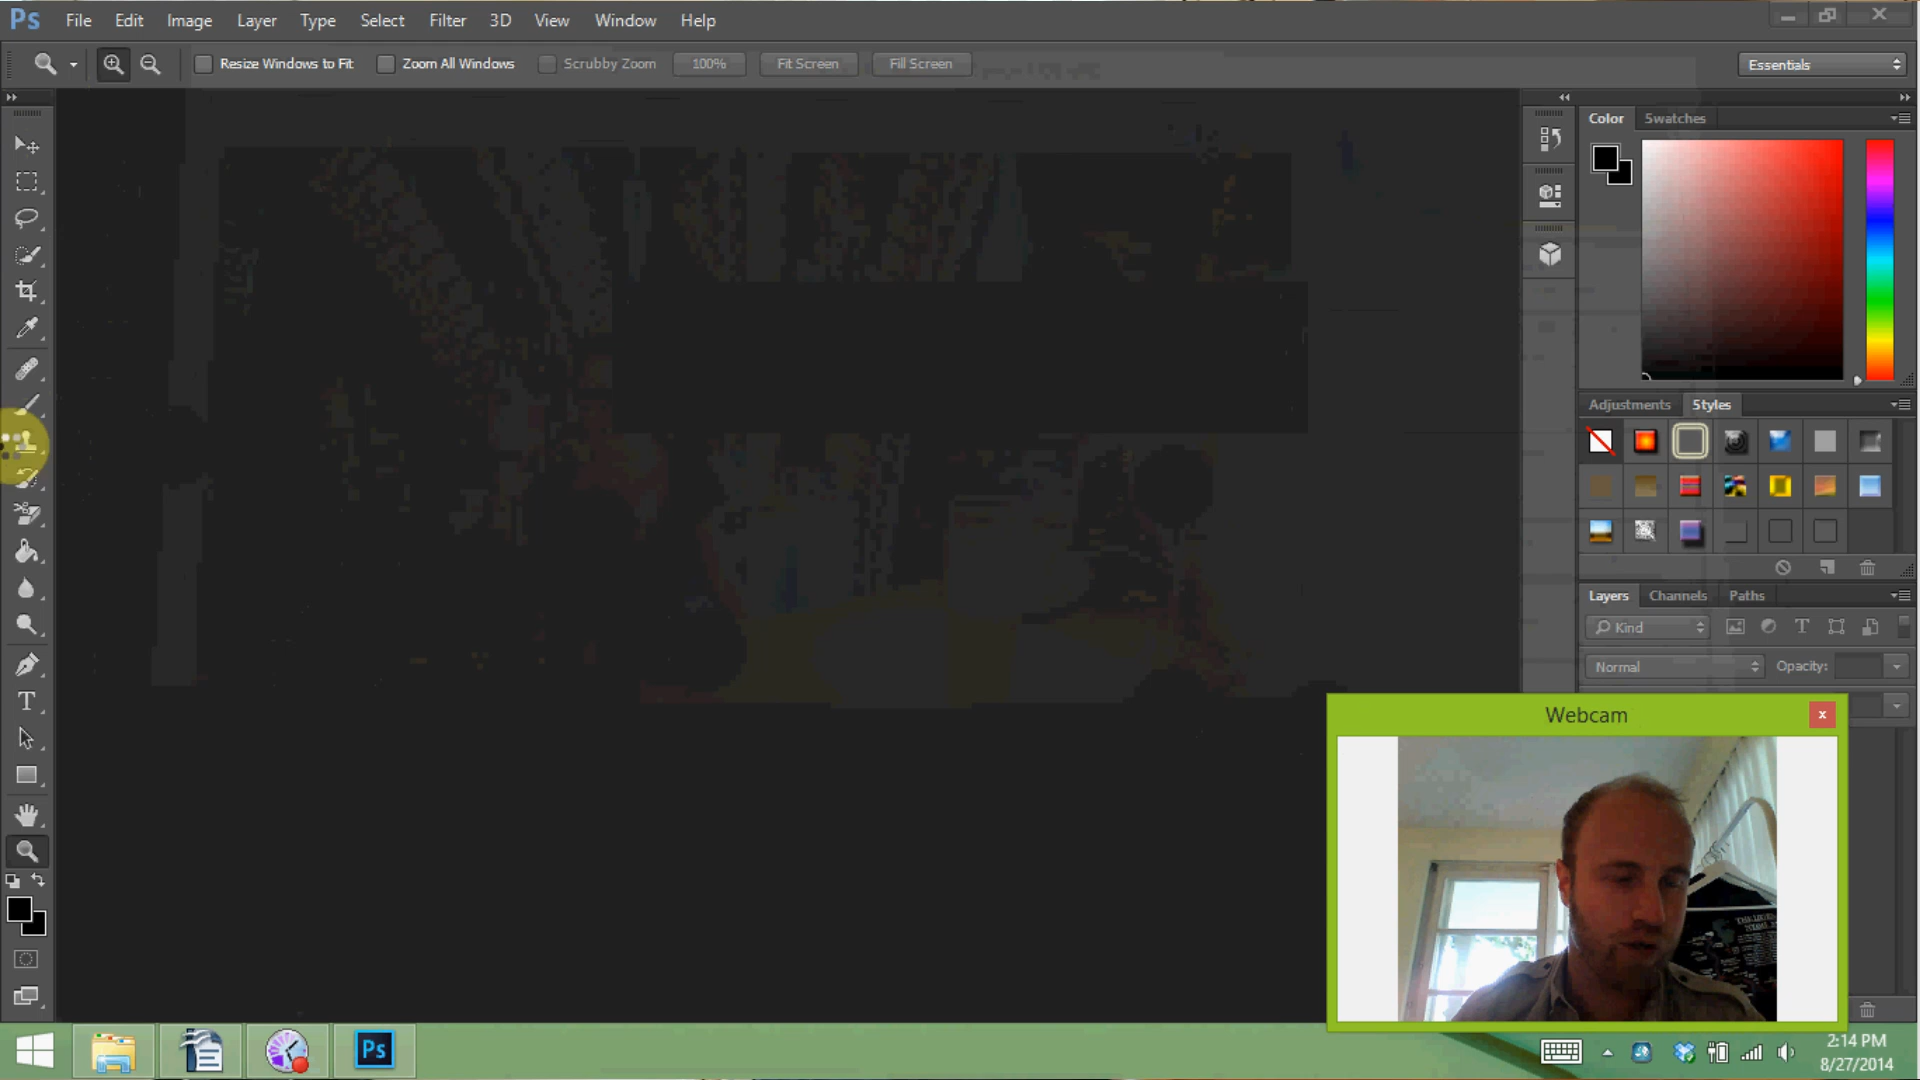 Ps File Edit Image Layer Type Select Filter 3D View Window Help
Resize Windows to Fit Zoom All Windows Scrubby Zoom 100% Fit Screen Fill Screen Essentials
Color Swatches
Adjustments Styles
Layers Channels Paths
Kind
Normal Opacity:
Webcam
Ps
2:14 PM
8/27/2014